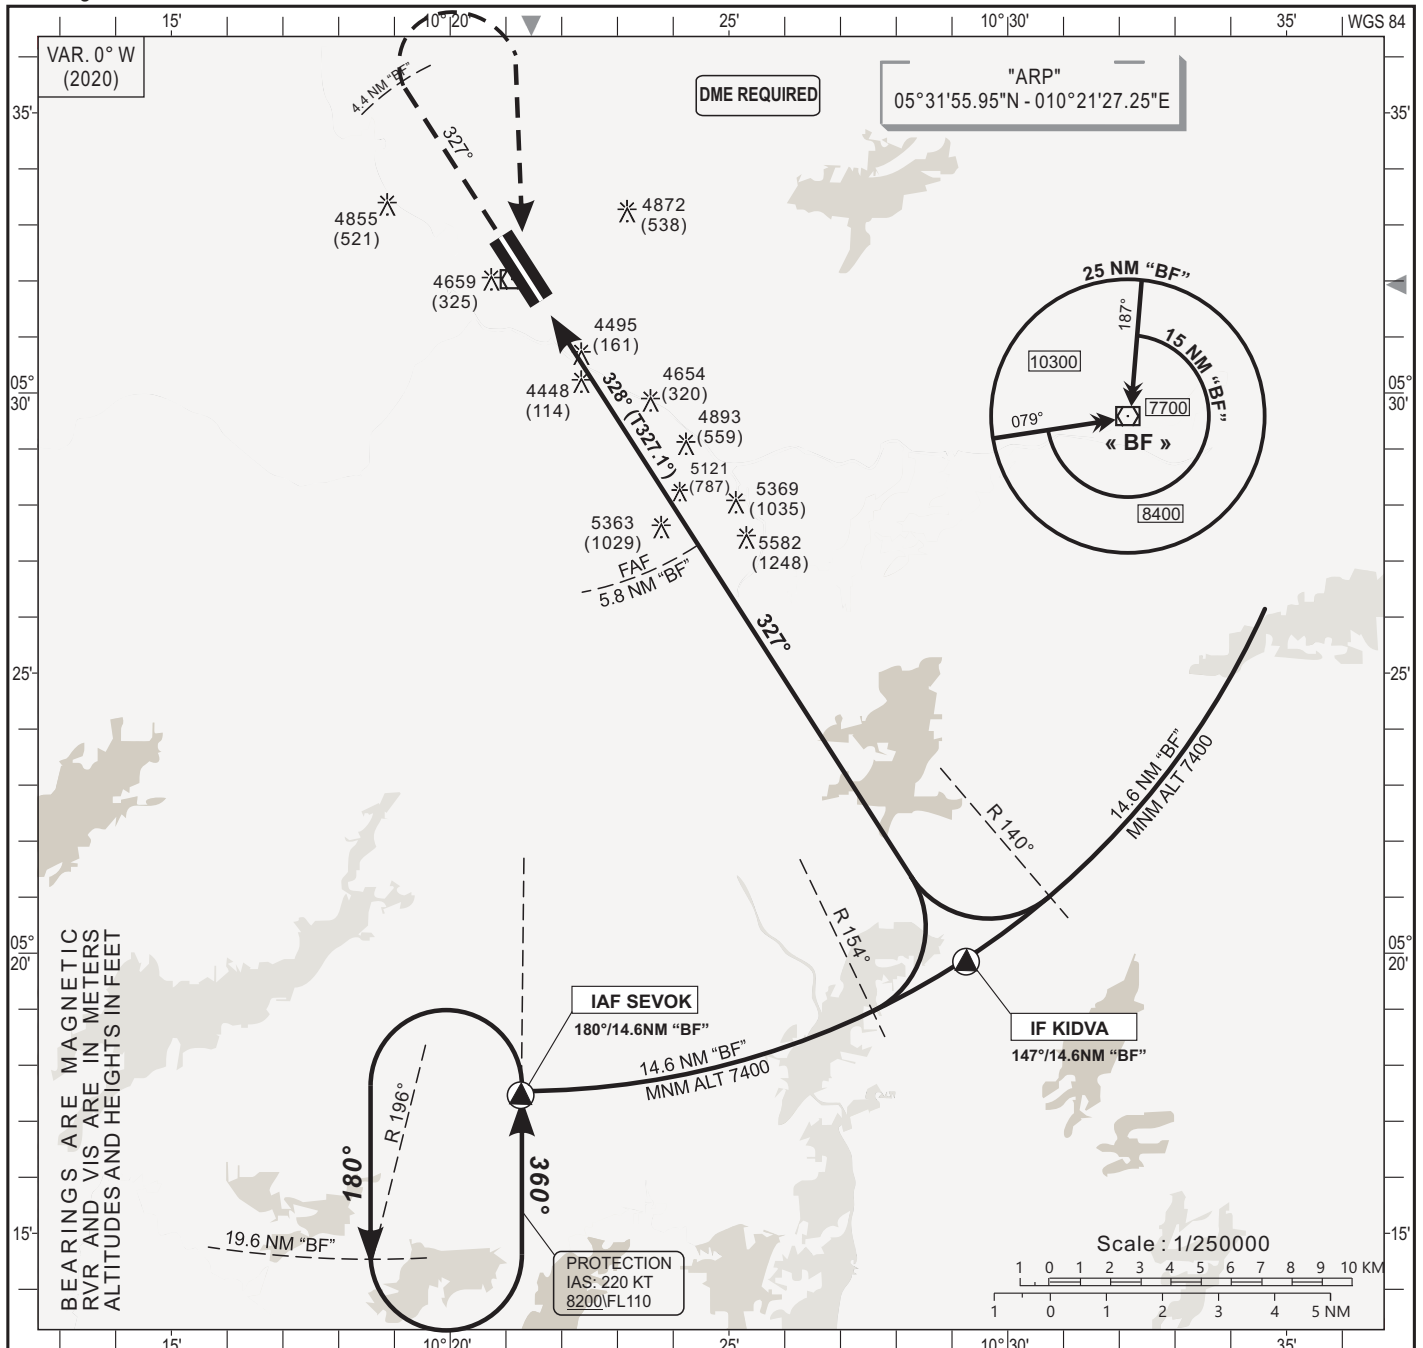 15'
10° 20'
25'
10° 30'
35'
WGS 84
VAR. 0° W
(2020)
DME REQUIRED
"ARP"
05°31'55.95"N - 010°21'27.25"E
4.4 NM “BF”
35'
35'
327°
4855
(521)
4872
(538)
4659
(325)
4495
(161)
4448
(114)
4654
(320)
4893
(559)
5121
(787)
5369
(1035)
5363
(1029)
5582
(1248)
328° (T327.1°)
25 NM “BF”
187°
15 NM “BF”
10300
7700
079°
« BF »
8400
05°
30'
05°
30'
FAF
5.8 NM “BF”
327°
25'
25'
14.6 NM “BF”
MNM ALT 7400
R 140°
R 154°
05°
20'
05°
20'
IAF SEVOK
180°/14.6NM “BF”
IF KIDVA
147°/14.6NM “BF”
14.6 NM “BF”
MNM ALT 7400
R 196°
180°
360°
19.6 NM “BF”
PROTECTION
IAS: 220 KT
8200\FL110
BEARINGS ARE MAGNETIC
RVR AND VIS ARE IN METERS
ALTITUDES AND HEIGHTS IN FEET
15'
15'
Scale : 1/250000
1 0 1 2 3 4 5 6 7 8 9 10 KM
1 0 1 2 3 4 5 NM
15'
10° 20'
25'
10° 30'
35'